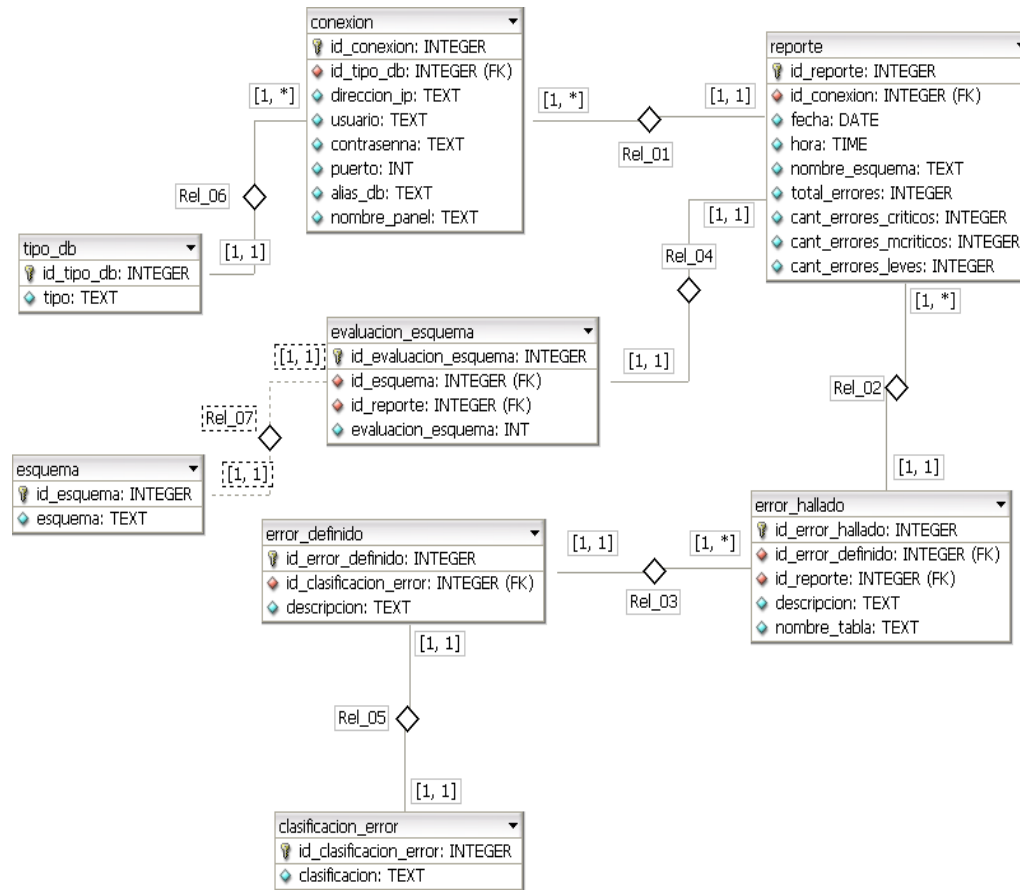 conexion
id_conexion: INTEGER
id_tipo_db: INTEGER (FK)
direccion_ip: TEXT
usuario: TEXT
contrasenna: TEXT
puerto: INT
alias_db: TEXT
nombre_panel: TEXT
reporte
id_reporte: INTEGER
id_conexion: INTEGER (FK)
fecha: DATE
hora: TIME
nombre_esquema: TEXT
total_errores: INTEGER
cant_errores_criticos: INTEGER
cant_errores_mcriticos: INTEGER
cant_errores_leves: INTEGER
[1, *]
[1, *]
[1, 1]
Rel_01
Rel_06
[1, 1]
[1, 1]
Rel_04
tipo_db
id_tipo_db: INTEGER
tipo: TEXT
[1, *]
evaluacion_esquema
id_evaluacion_esquema: INTEGER
id_esquema: INTEGER (FK)
id_reporte: INTEGER (FK)
evaluacion_esquema: INT
[1, 1]
[1, 1]
Rel_02
Rel_07
[1, 1]
[1, 1]
esquema
id_esquema: INTEGER
esquema: TEXT
error_definido
id_error_definido: INTEGER
id_clasificacion_error: INTEGER (FK)
descripcion: TEXT
[1, 1]
[1, *]
Rel_03
error_hallado
id_error_hallado: INTEGER
id_error_definido: INTEGER (FK)
id_reporte: INTEGER (FK)
descripcion: TEXT
nombre_tabla: TEXT
[1, 1]
Rel_05
[1, 1]
clasificacion_error
id_clasificacion_error: INTEGER
clasificacion: TEXT